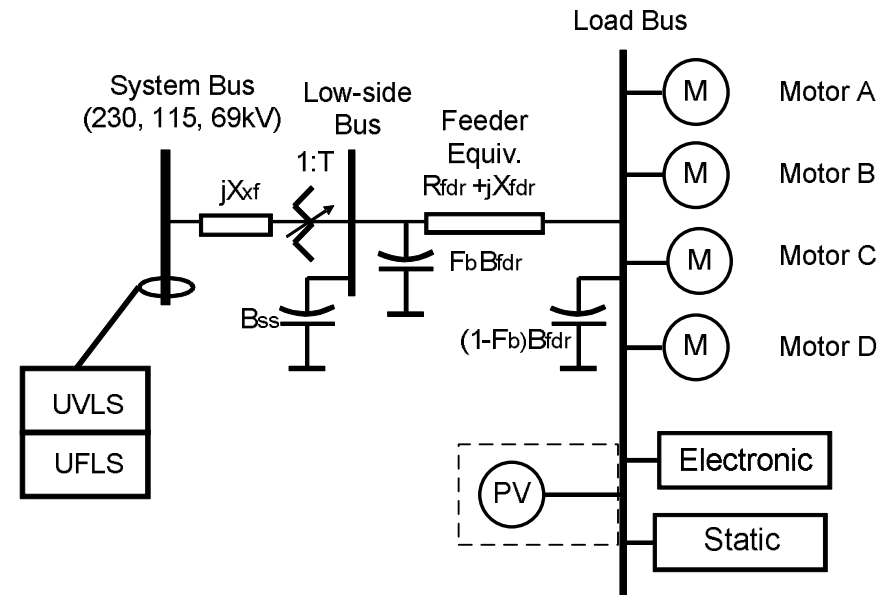 Load Bus
System Bus
(230, 115, 69kV)
Low-side
Bus
Feeder
Equiv.
Rfdr +jXfdr
1:T
jXxf
M
Motor A
M
Motor B
M
Motor C
M
Motor D
FbBfdr
Bss
(1-Fb)Bfdr
UVLS
UFLS
PV
Electronic
Static